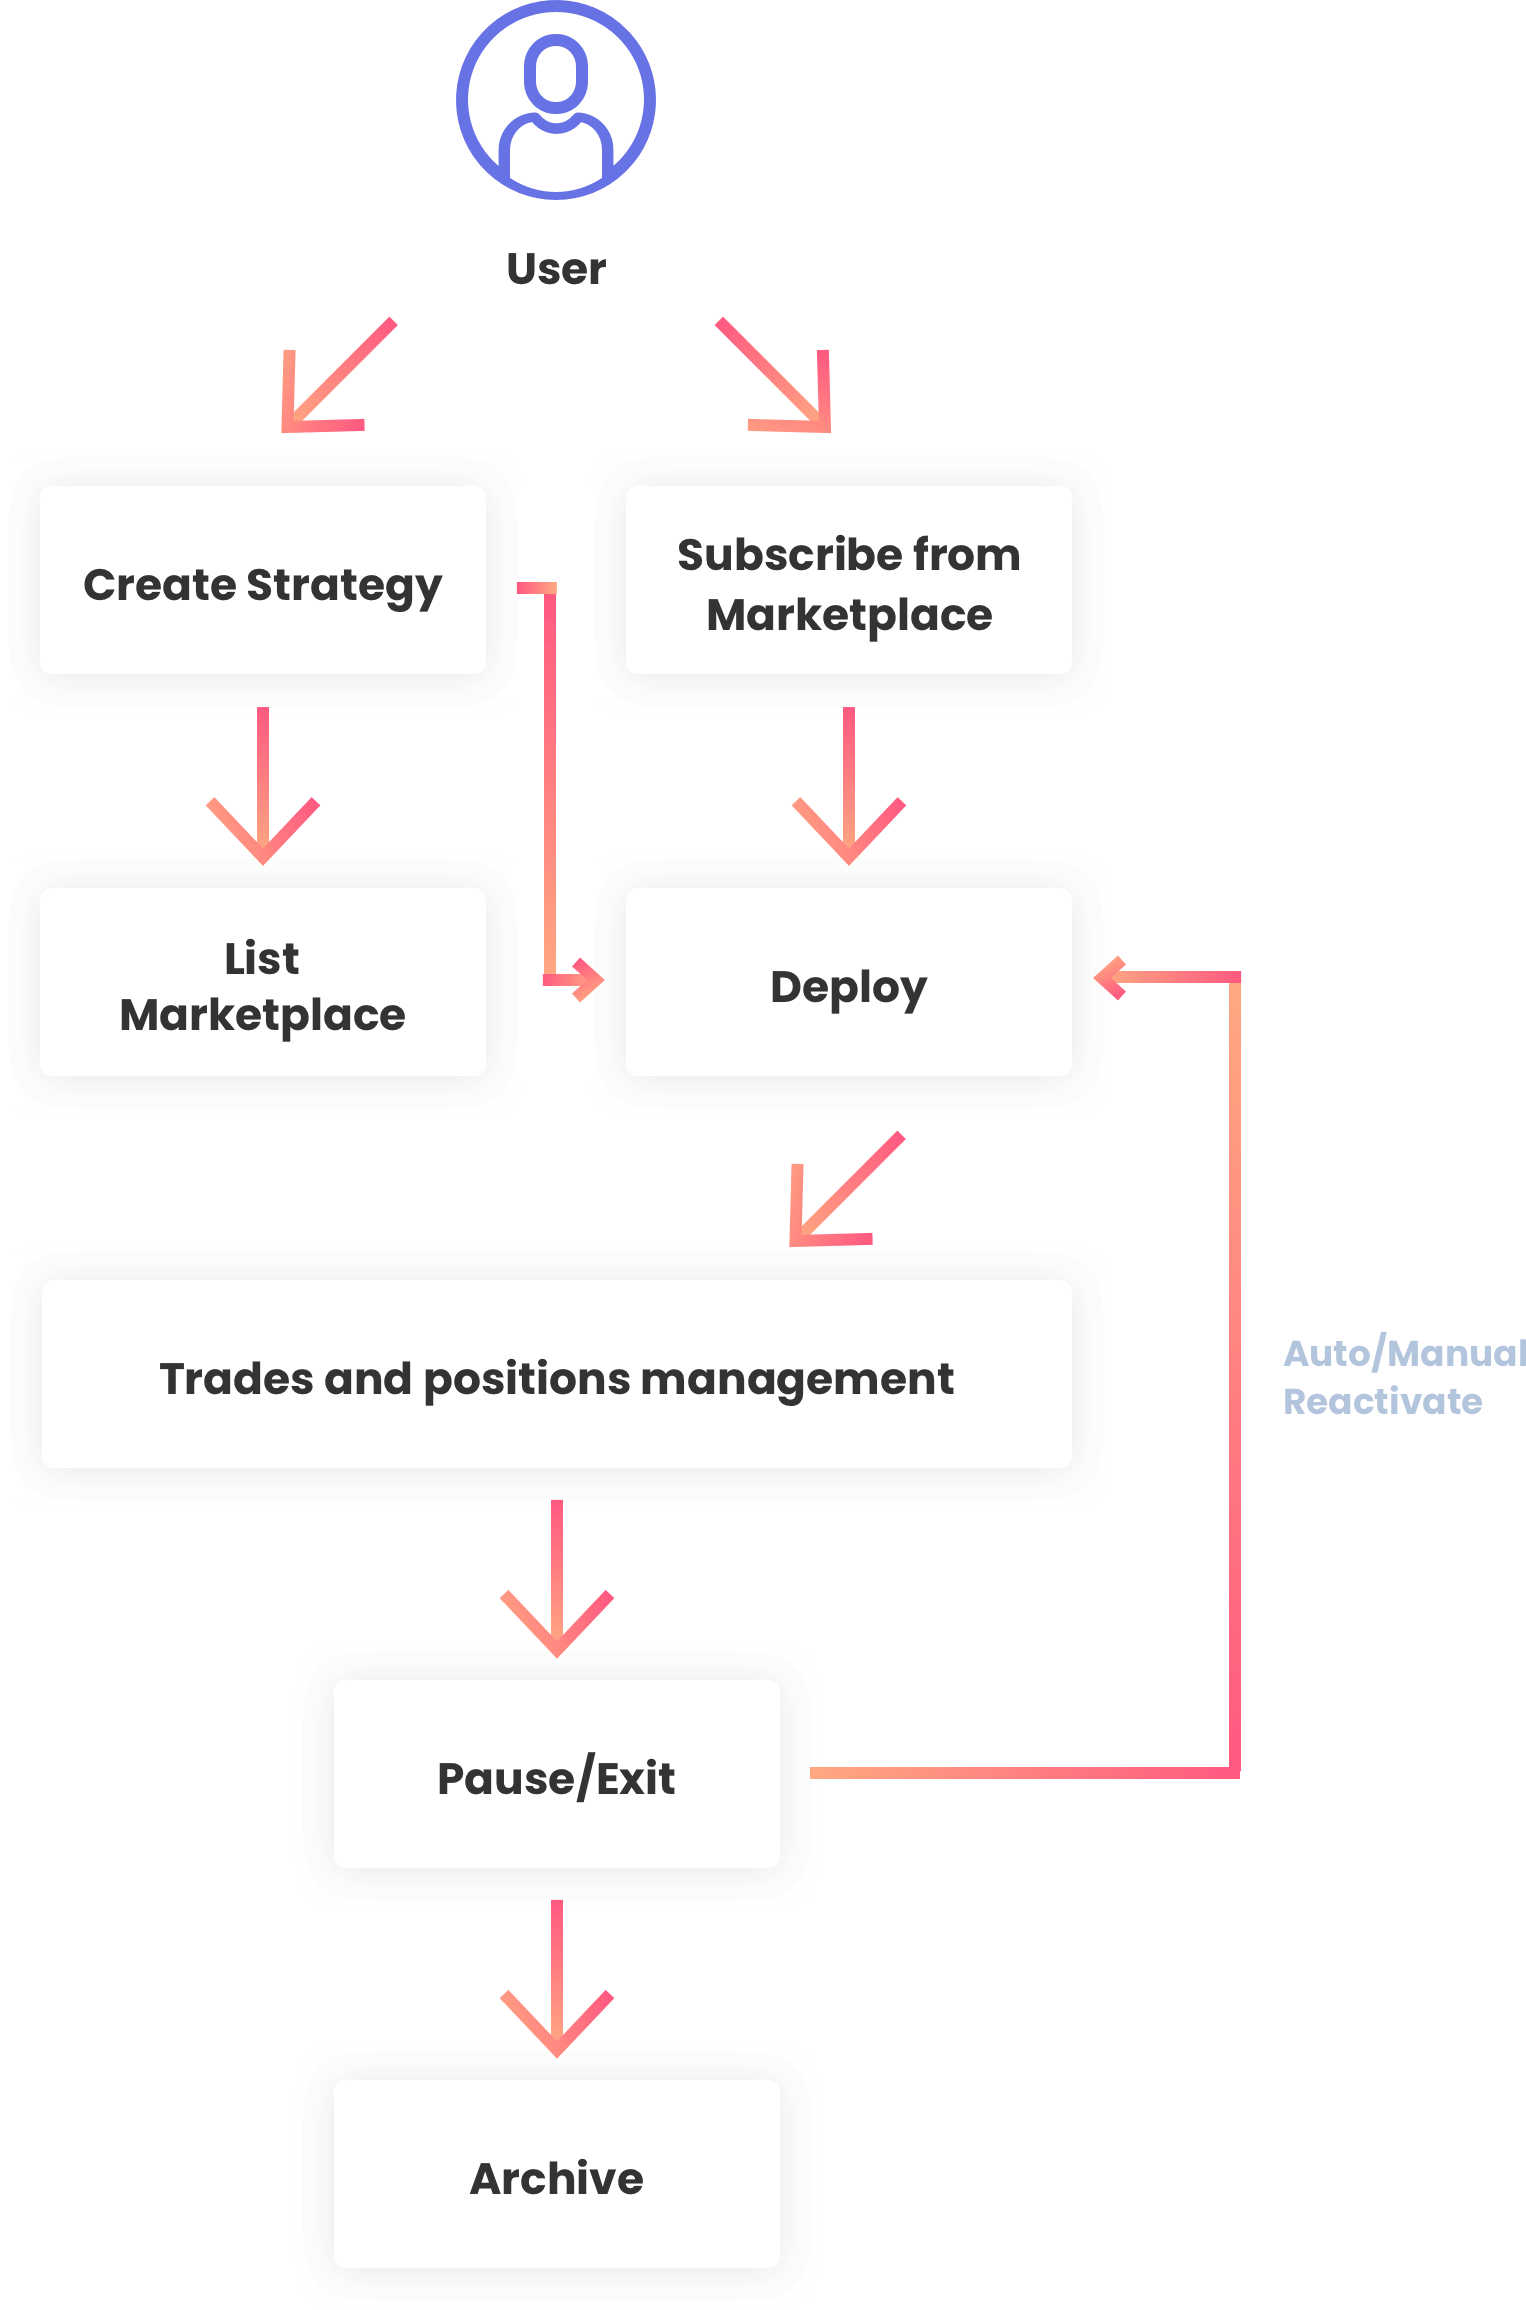 User
Create Strategy
Subscribe from
Marketplace
List
Marketplace
Deploy
Trades and positions management
Auto/Manual
Reactivate
Pause/Exit
Archive